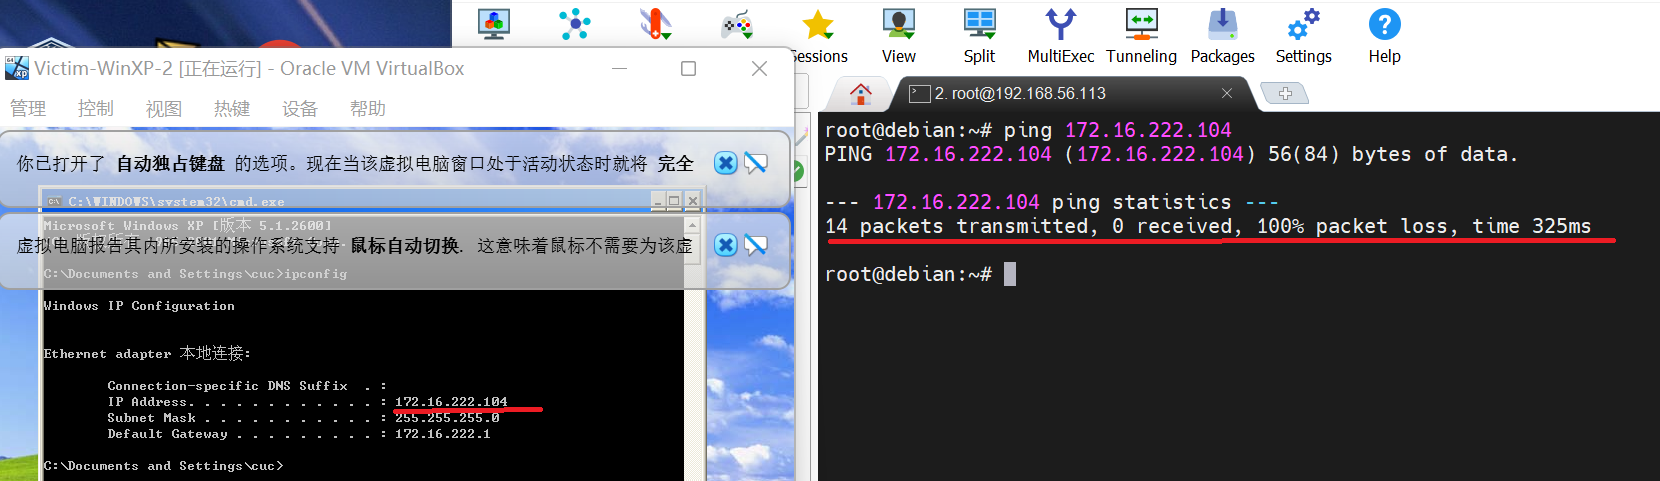 Sessions
View
Split
MultiExec
Tunneling
Packages
Settings
Help
Victim-WinXP-2 [正在运行] - Oracle VM VirtualBox
管理 控制 视图 热键 设备 帮助
你已打开了 自动独占键盘 的选项。现在当该虚拟电脑窗口处于活动状态时就将 完全
C:\WINDOWS\system32\cmd.exe
Microsoft Windows XP [版本 5.1.2600]
虚拟电脑报告其内所安装的操作系统支持 鼠标自动切换. 这意味着鼠标不需要为该虚
C:\Documents and Settings\cuc>ipconfig
Windows IP Configuration
Ethernet adapter 本地连接:
Connection-specific DNS Suffix . :
IP Address. . . . . . . . . . . . : 172.16.222.104
Subnet Mask . . . . . . . . . . . : 255.255.255.0
Default Gateway . . . . . . . . . : 172.16.222.1
C:\Documents and Settings\cuc>
2. root@192.168.56.113
root@debian:~# ping 172.16.222.104
PING 172.16.222.104 (172.16.222.104) 56(84) bytes of data.
--- 172.16.222.104 ping statistics ---
14 packets transmitted, 0 received, 100% packet loss, time 325ms
root@debian:~#